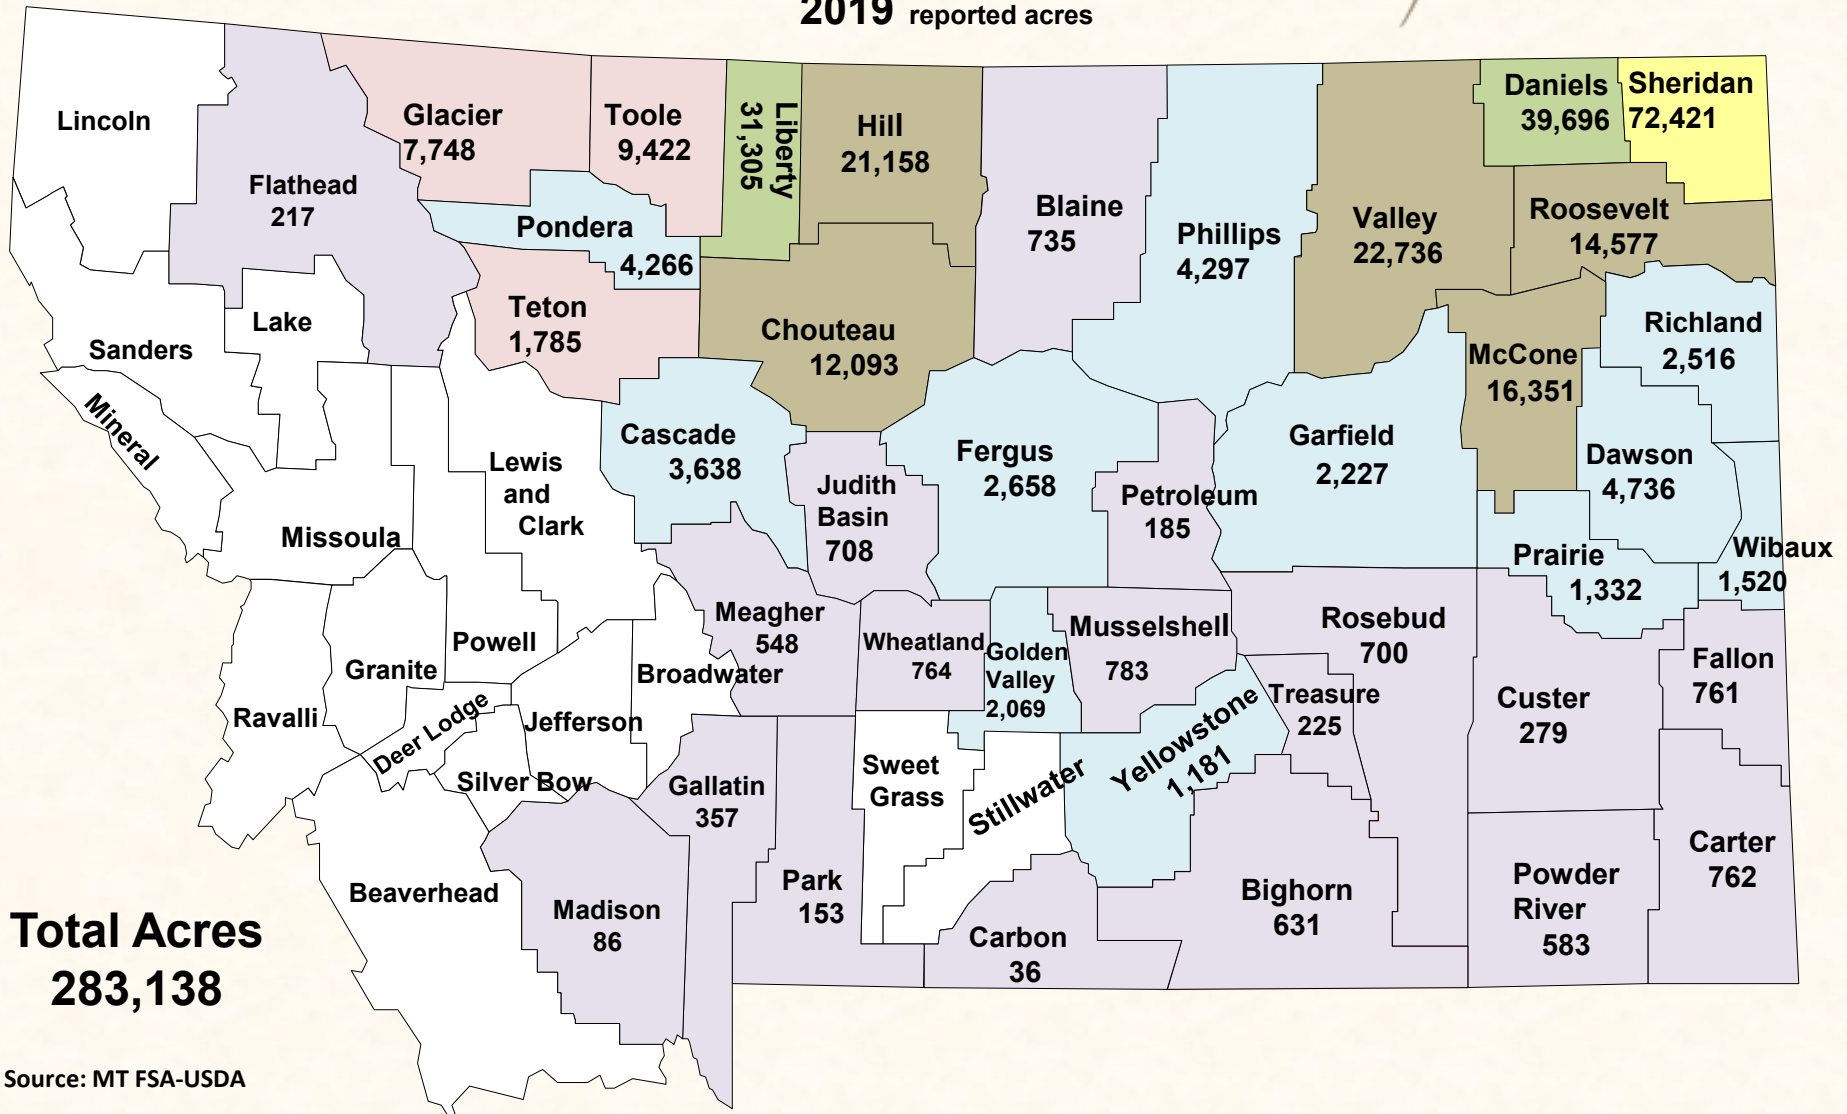 2019 reported acres
Lincoln
Flathead
217
Glacier
7,748
Toole
9,422
Liberty
31,305
Hill
21,158
Blaine
735
Phillips
4,297
Valley
22,736
Daniels
39,696
Sheridan
72,421
Roosevelt
14,577
Pondera
4,266
Teton
1,785
Chouteau
12,093
Lake
Sanders
Mineral
Missoula
Lewis
and
Clark
Cascade
3,638
Judith
Basin
708
Fergus
2,658
Petroleum
185
Garfield
2,227
McCone
16,351
Richland
2,516
Dawson
4,736
Prairie
1,332
Wibaux
1,520
Powell
Granite
Ravalli
Deer Lodge
Silver Bow
Jefferson
Broadwater
Meagher
548
Wheatland
764
Golden
Valley
2,069
Musselshell
783
Rosebud
700
Treasure
225
Custer
279
Fallon
761
Yellowstone
1,181
Sweet
Grass
Stillwater
Gallatin
357
Park
153
Beaverhead
Madison
86
Carbon
36
Bighorn
631
Powder
River
583
Carter
762
Total Acres
283,138
Source: MT FSA-USDA